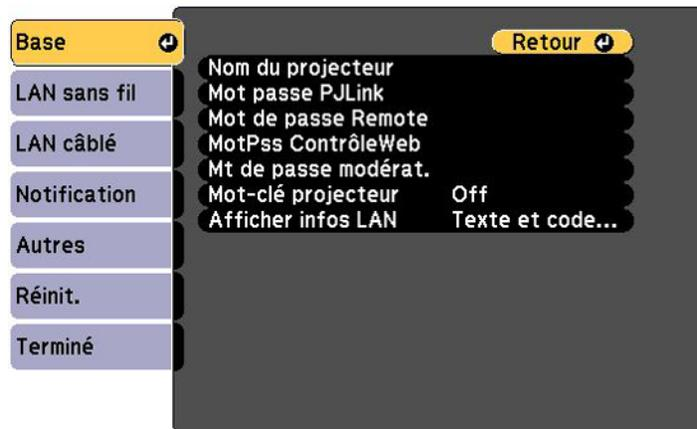 Base
LAN sans fil
LAN câblé
Notification
Autres
Réinit.
Terminé
Retour
Nom du projecteur
Mot passe PJLink
Mot de passe Remote
MotPss ContrôleWeb
Mt de passe modérat.
Mot-clé projecteur Off
Afficher infos LAN Texte et code...